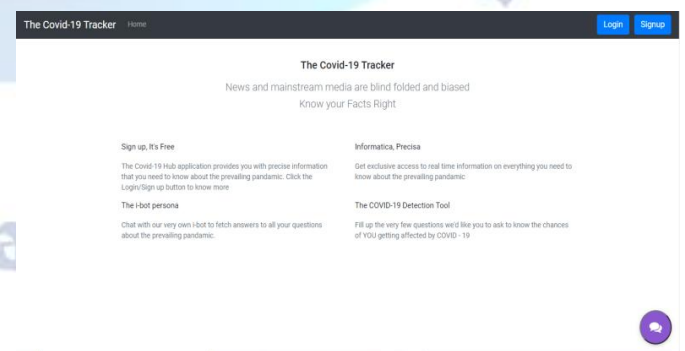 The Covid-19 Tracker Home Login Signup
The Covid-19 Tracker
News and mainstream media are blind folded and biased
Know your Facts Right
Sign up, It's Free
The Covid-19 Hub application provides you with precise information
that you need to know about the prevailing pandamic. Click the
Login/Sign up button to know more
Informatica, Precisa
Get exclusive access to real time information on everything you need to
know about the prevailing pandamic
The i-bot persona
Chat with our very own i-bot to fetch answers to all your questions
about the prevailing pandamic.
The COVID-19 Detection Tool
Fill up the very few questions we'd like you to ask to know the chances
of YOU getting affected by COVID - 19